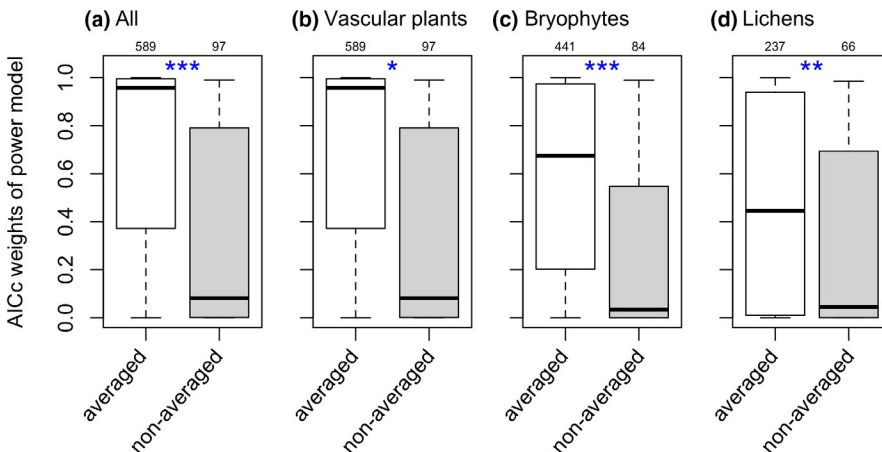 (a) All
(b) Vascular plants
(c) Bryophytes
(d) Lichens
589 97
589 97
441 84
237 66
***
*
***
**
AICc weights of power model
1.0
0.8
0.6
0.4
0.2
0.0
averaged
non-averaged
averaged
non-averaged
averaged
non-averaged
averaged
non-averaged